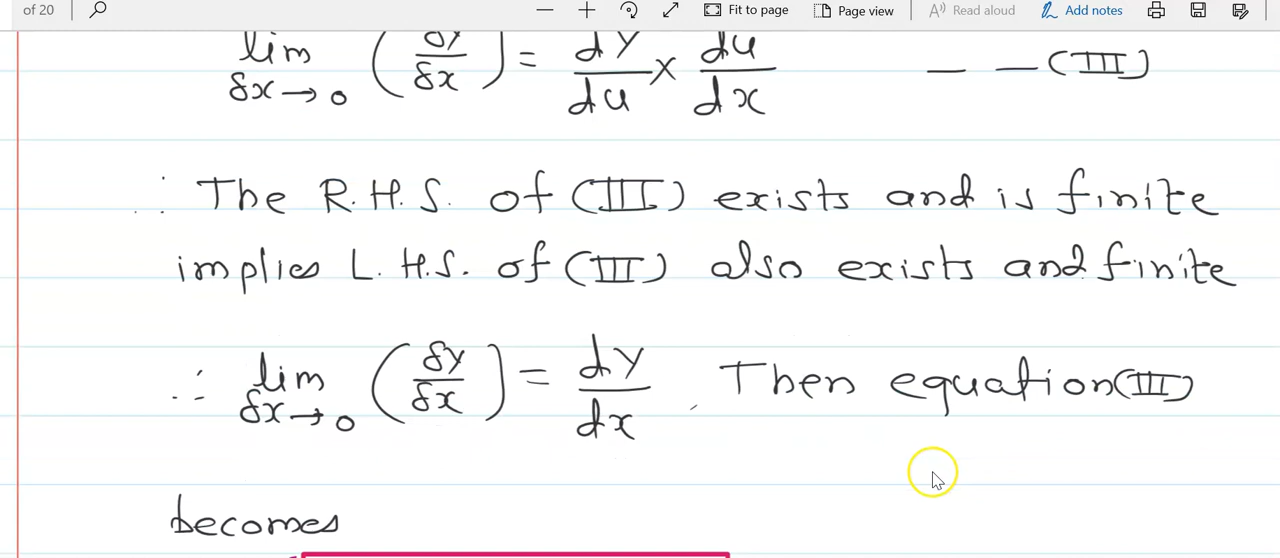 of 20 Fit to page Page view Read aloud Add notes
lim δx→0 (δy/δx) = dy/du × du/dx — — (III)
∴ The R.H.S. of (III) exists and is finite
implies L.H.S. of (III) also exists and finite
∴ lim δx→0 (δy/δx) = dy/dx. Then equation (III)
becomes